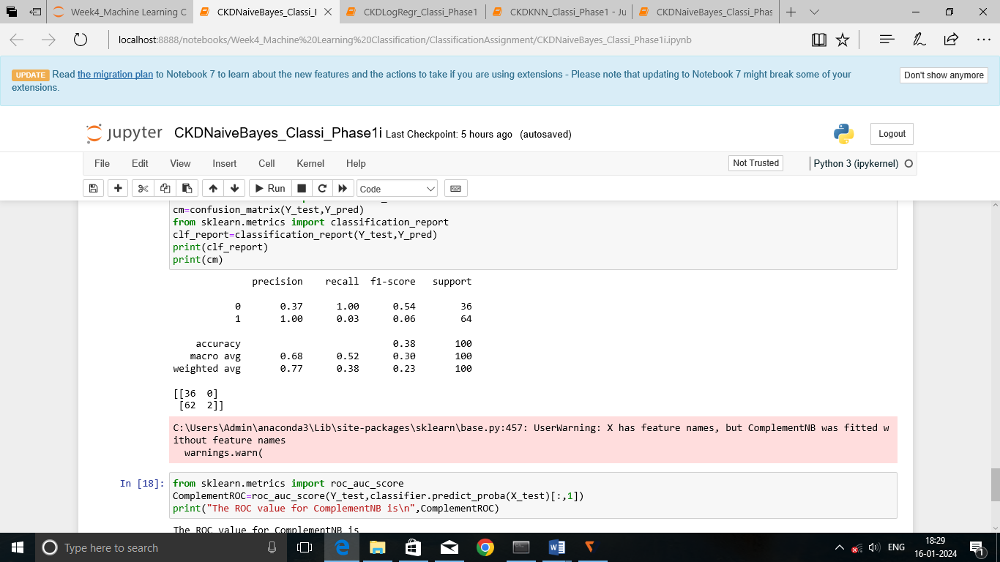 Week4_Machine Learning C
CKDNaiveBayes_Classi_I
CKDLogRegr_Classi_Phase1
CKDKNN_Classi_Phase1 - Ju
CKDNaiveBayes_Classi_Phas
localhost:8888/notebooks/Week4_Machine%20Learning%20Classification/ClassificationAssignment/CKDNaiveBayes_Classi_Phase1i.ipynb
UPDATE Read the migration plan to Notebook 7 to learn about the new features and the actions to take if you are using extensions - Please note that updating to Notebook 7 might break some of your
extensions.
Don't show anymore
jupyter CKDNaiveBayes_Classi_Phase1i Last Checkpoint: 5 hours ago (autosaved)
Logout
File Edit View Insert Cell Kernel Help
Not Trusted
Python 3 (ipykernel)
Run
Code
cm=confusion_matrix(Y_test,Y_pred)
from sklearn.metrics import classification_report
clf_report=classification_report(Y_test,Y_pred)
print(clf_report)
print(cm)
precision recall f1-score support
0 0.37 1.00 0.54 36
1 1.00 0.03 0.06 64
accuracy 0.38 100
macro avg 0.68 0.52 0.30 100
weighted avg 0.77 0.38 0.23 100
[[36 0]
[62 2]]
C:\Users\Admin\anaconda3\Lib\site-packages\sklearn\base.py:457: UserWarning: X has feature names, but ComplementNB was fitted w
ithout feature names
warnings.warn(
In [18]:
from sklearn.metrics import roc_auc_score
ComplementROC=roc_auc_score(Y_test,classifier.predict_proba(X_test)[:,1])
print("The ROC value for ComplementNB is\n",ComplementROC)
The ROC value for ComplementNB is
Type here to search
ENG
18:29
16-01-2024
1